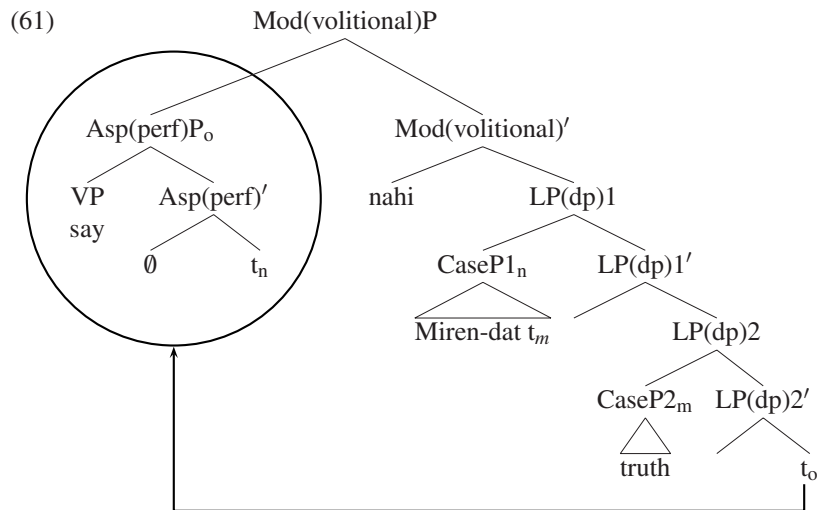 (61) Mod(volitional)P
Asp(perf)Pₒ Mod(volitional)′
VP Asp(perf)′ nahi LP(dp)1
say
∅ tₙ CaseP1ₙ LP(dp)1′
Miren-dat tₘ LP(dp)2
CaseP2ₘ LP(dp)2′
truth tₒ